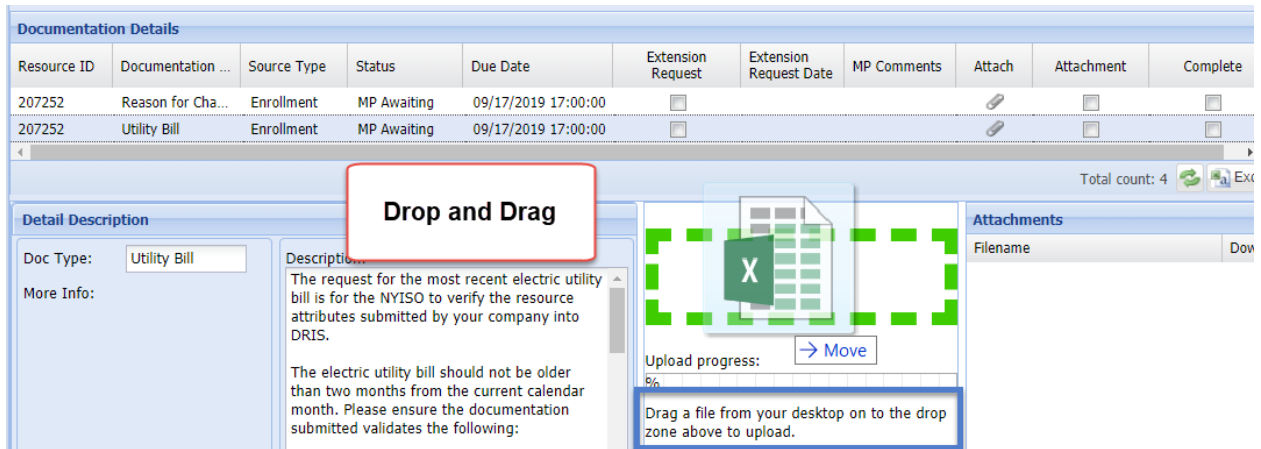 Documentation Details
Resource ID Documentation ... Source Type Status Due Date Extension Request Extension Request Date MP Comments Attach Attachment Complete
207252 Reason for Cha... Enrollment MP Awaiting 09/17/2019 17:00:00
207252 Utility Bill Enrollment MP Awaiting 09/17/2019 17:00:00
Total count: 4
Drop and Drag
Detail Description
Doc Type: Utility Bill
More Info:
The request for the most recent electric utility
bill is for the NYISO to verify the resource
attributes submitted by your company into
DRIS.
The electric utility bill should not be older
than two months from the current calendar
month. Please ensure the documentation
submitted validates the following:
X
Move
Upload progress:
%
Drag a file from your desktop on to the drop
zone above to upload.
Attachments
Filename